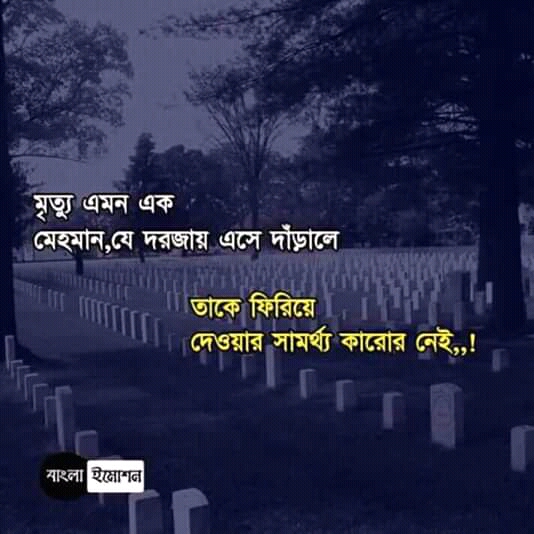 মৃত্যু এমন এক
মেহমান,যে দরজায় এসে দাঁড়ালে
তাকে ফিরিয়ে
দেওয়ার সামর্থ্য কারোর নেই,,!
বাংলা ইমোশন